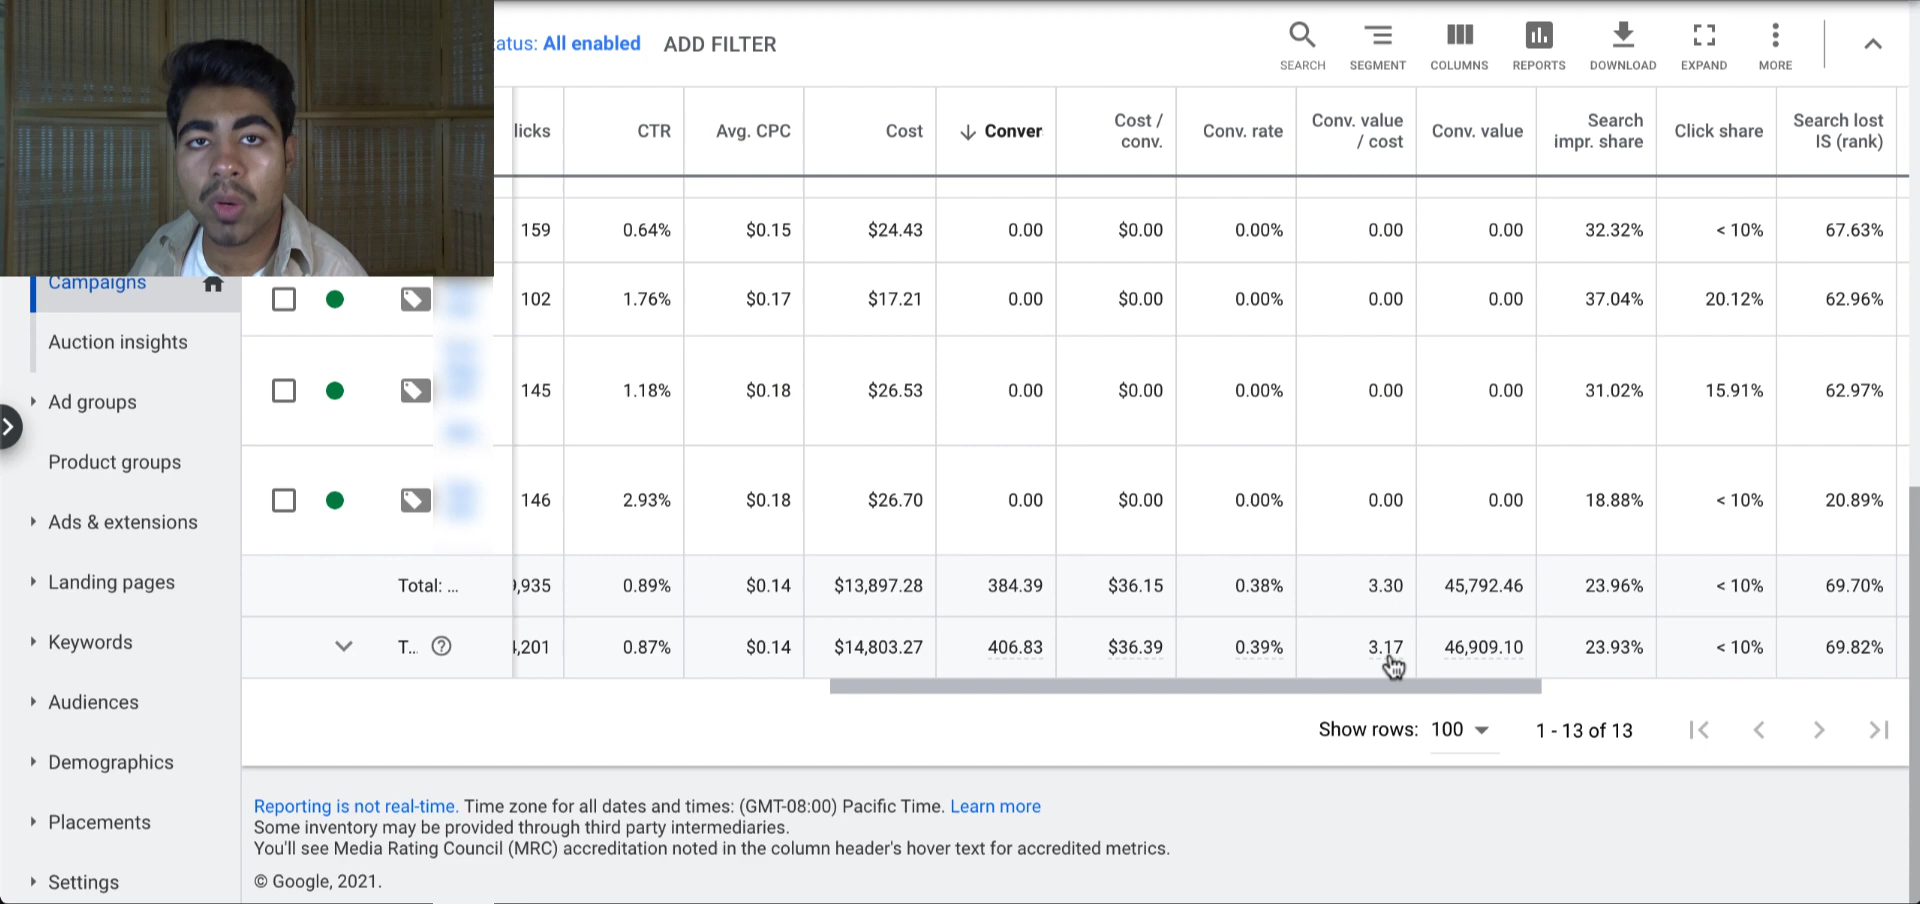 atus: All enabled
ADD FILTER
SEARCH
SEGMENT
COLUMNS
REPORTS
DOWNLOAD
EXPAND
MORE
licks
CTR
Avg. CPC
Cost
Conver
Cost /
conv.
Conv. rate
Conv. value
/ cost
Conv. value
Search
impr. share
Click share
Search lost
IS (rank)
159 0.64% $0.15 $24.43 0.00 $0.00 0.00% 0.00 0.00 32.32% < 10% 67.63%
102 1.76% $0.17 $17.21 0.00 $0.00 0.00% 0.00 0.00 37.04% 20.12% 62.96%
145 1.18% $0.18 $26.53 0.00 $0.00 0.00% 0.00 0.00 31.02% 15.91% 62.97%
146 2.93% $0.18 $26.70 0.00 $0.00 0.00% 0.00 0.00 18.88% < 10% 20.89%
Total: ... ,935 0.89% $0.14 $13,897.28 384.39 $36.15 0.38% 3.30 45,792.46 23.96% < 10% 69.70%
T... ,201 0.87% $0.14 $14,803.27 406.83 $36.39 0.39% 3.17 46,909.10 23.93% < 10% 69.82%
Show rows: 100 1 - 13 of 13
Campaigns
Auction insights
Ad groups
Product groups
Ads & extensions
Landing pages
Keywords
Audiences
Demographics
Placements
Settings
Reporting is not real-time. Time zone for all dates and times: (GMT-08:00) Pacific Time. Learn more
Some inventory may be provided through third party intermediaries.
You'll see Media Rating Council (MRC) accreditation noted in the column header's hover text for accredited metrics.
© Google, 2021.